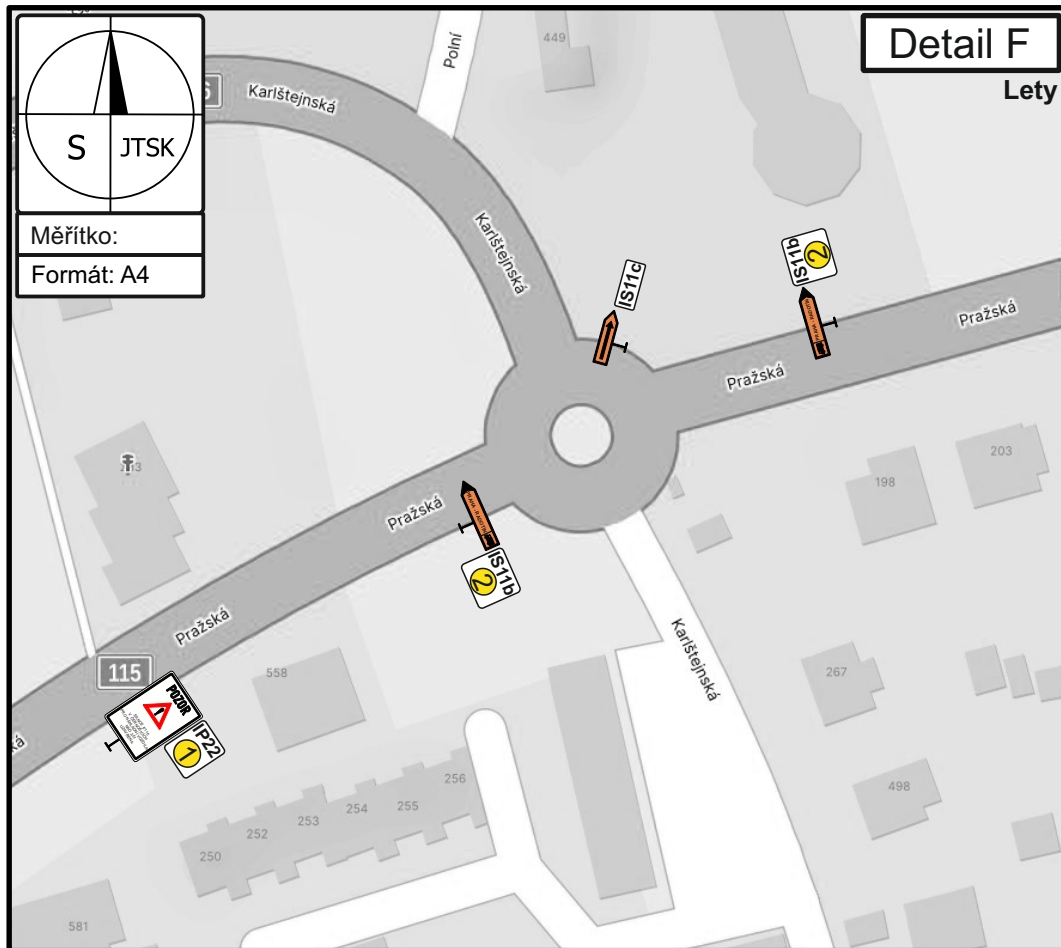 Detail F
Lety
S
JTSK
Měřítko:
Formát: A4
6
Karlštejnská
Polní
449
Karlštejnská
IS11c
IS11b
2
Pražská
Pražská
203
198
Pražská
IS11b
2
Pražská
115
POZOR
IP22
1
558
Karlštejnská
267
256
255
254
253
252
250
498
581